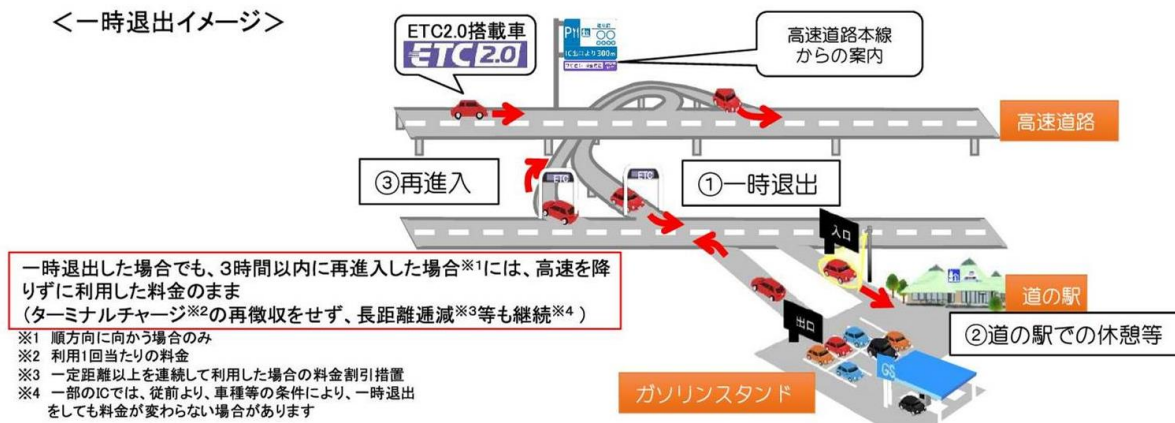 ＜一時退出イメージ＞
ETC2.0搭載車
ETC 2.0
P
高速道路本線
からの案内
高速道路
③再進入
ETC
ETC
①一時退出
入口
一時退出した場合でも、3時間以内に再進入した場合※1には、高速を降
りずに利用した料金のまま
（ターミナルチャージ※2の再徴収をせず、長距離逓減※3等も継続※4 ）
道の駅
②道の駅での休憩等
出口
GS
ガソリンスタンド
※1 順方向に向かう場合のみ
※2 利用1回当たりの料金
※3 一定距離以上を連続して利用した場合の料金割引措置
※4 一部のICでは、従前より、車種等の条件により、一時退出
をしても料金が変わらない場合があります